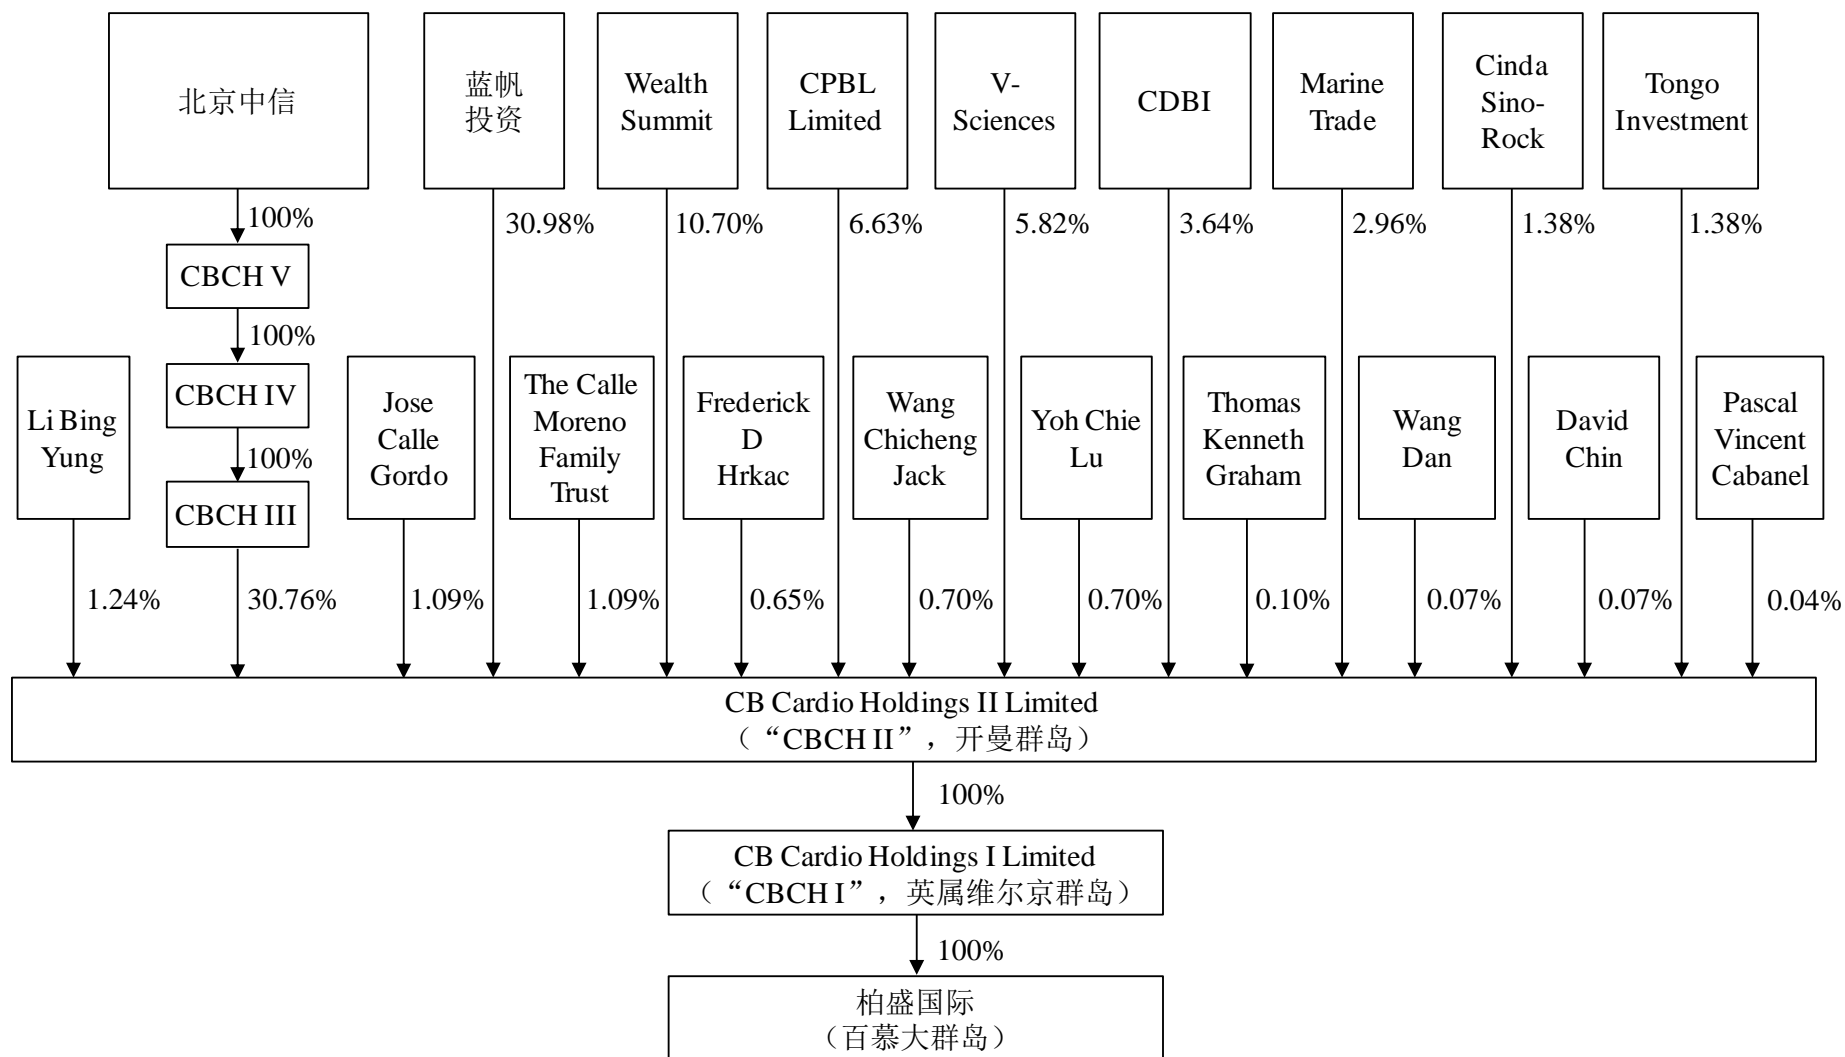 北京中信
蓝帆
投资
Wealth
Summit
CPBL
Limited
V-
Sciences
CDBI
Marine
Trade
Cinda
Sino-
Rock
Tongo
Investment
100%
30.98%
10.70%
6.63%
5.82%
3.64%
2.96%
1.38%
1.38%
CBCH V
100%
Li Bing
Yung
CBCH IV
100%
CBCH III
Jose
Calle
Gordo
The Calle
Moreno
Family
Trust
Frederick
D
Hrkac
Wang
Chicheng
Jack
Yoh Chie
Lu
Thomas
Kenneth
Graham
Wang
Dan
David
Chin
Pascal
Vincent
Cabanel
1.24%
30.76%
1.09%
1.09%
0.65%
0.70%
0.70%
0.10%
0.07%
0.07%
0.04%
CB Cardio Holdings II Limited
（“CBCH II”，开曼群岛）
100%
CB Cardio Holdings I Limited
（“CBCH I”，英属维尔京群岛）
100%
柏盛国际
（百慕大群岛）